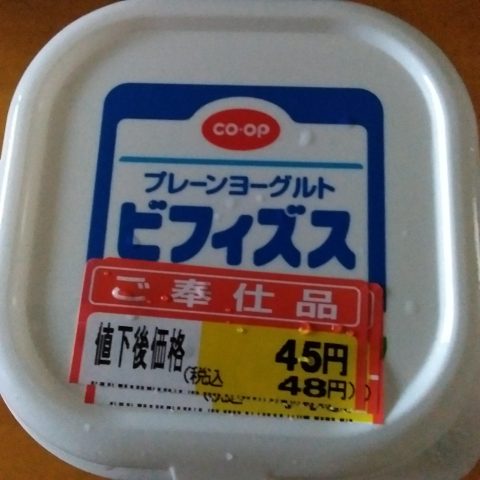 CO·OP
プレーンヨーグルト
ビフィズス
ご奉仕品
値下後価格 45円
(税込 48円)